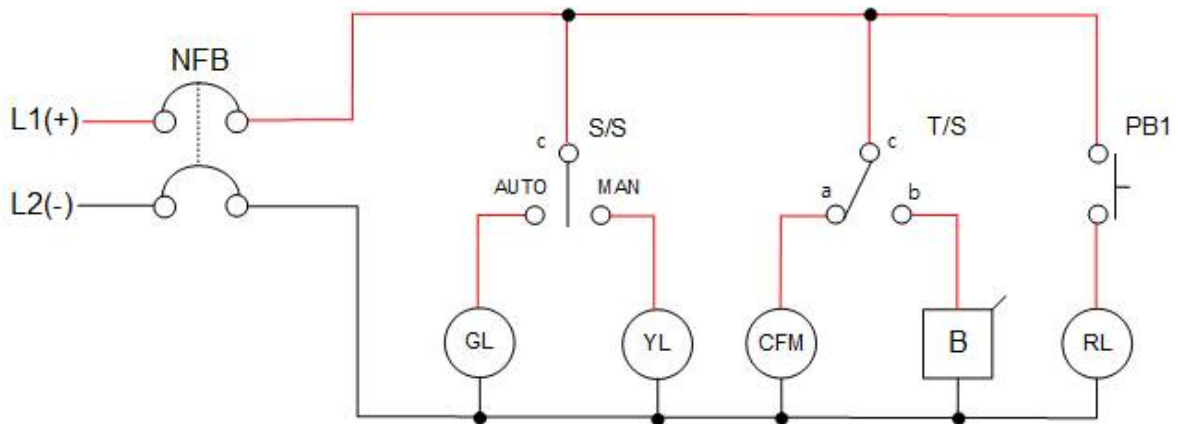 NFB
L1(+)
L2(-)
S/S
c
AUTO
MAN
T/S
c
a
b
PB1
GL
YL
CFM
B
RL